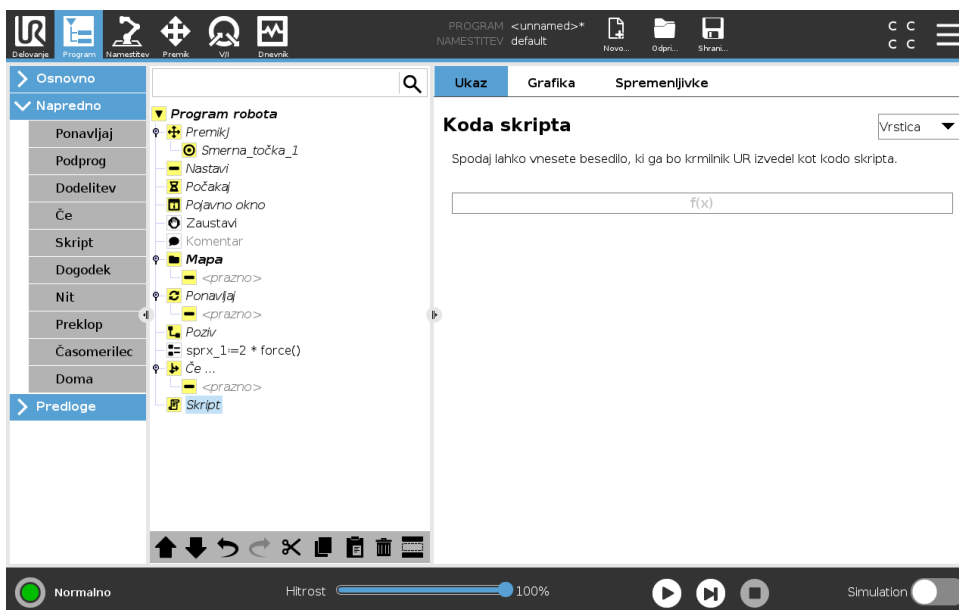 UR
PROGRAM <unnamed>*
NAMESTITEV default
C C
C C
Delovanje Program Namestitev Premik V/I Dnevnik Novo... Odpri... Shrani...
Osnovno
Napredno
Ponavljaj
Podprog
Dodelitev
Če
Skript
Dogodek
Nit
Preklop
Časomerilec
Doma
Predloge
Program robota
PremikJ
Smerna_točka_1
Nastavi
Počakaj
Pojavno okno
Zaustavi
Komentar
Mapa
<prazno>
Ponavljaj
<prazno>
Poziv
sprx_1:=2 * force()
Če ...
<prazno>
Skript
Ukaz Grafika Spremenljivke
Koda skripta
Vrstica
Spodaj lahko vnesete besedilo, ki ga bo krmilnik UR izvedel kot kodo skripta.
f(x)
Normalno
Hitrost 100%
Simulation